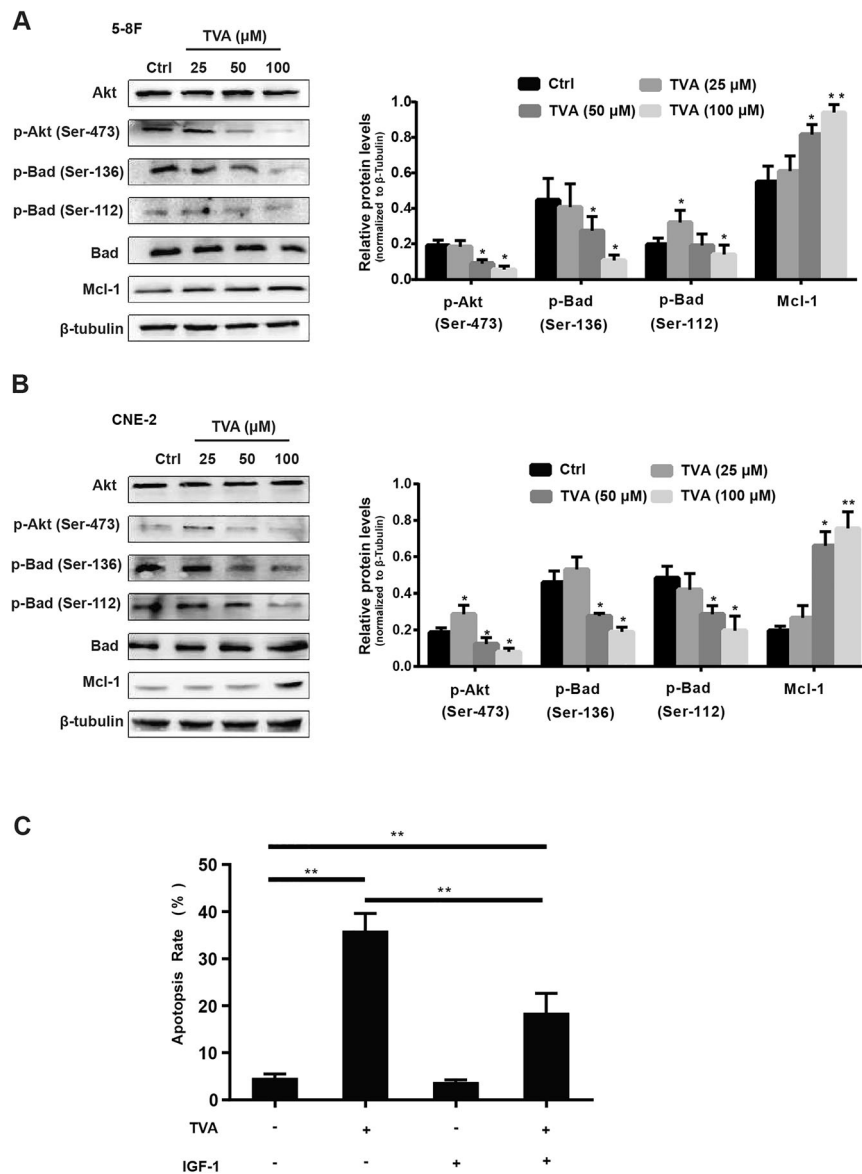 A
5-8F
TVA (µM)
Ctrl 25 50 100
Akt
p-Akt (Ser-473)
p-Bad (Ser-136)
p-Bad (Ser-112)
Bad
Mcl-1
β-tubulin
Ctrl TVA (25 µM)
TVA (50 µM) TVA (100 µM)
Relative protein levels
(normalized to β-Tubulin)
1.0
0.8
0.6
0.4
0.2
0.0
* * * * * * * **
p-Akt p-Bad p-Bad Mcl-1
(Ser-473) (Ser-136) (Ser-112)
B
CNE-2
TVA (µM)
Ctrl 25 50 100
Akt
p-Akt (Ser-473)
p-Bad (Ser-136)
p-Bad (Ser-112)
Bad
Mcl-1
β-tubulin
Ctrl TVA (25 µM)
TVA (50 µM) TVA (100 µM)
Relative protein levels
(normalized to β-Tubulin)
1.0
0.8
0.6
0.4
0.2
0.0
* * * * * * * * **
p-Akt p-Bad p-Bad Mcl-1
(Ser-473) (Ser-136) (Ser-112)
C
**
** **
Apotopsis Rate (%)
50
40
30
20
10
0
TVA - + - +
IGF-1 - - + +